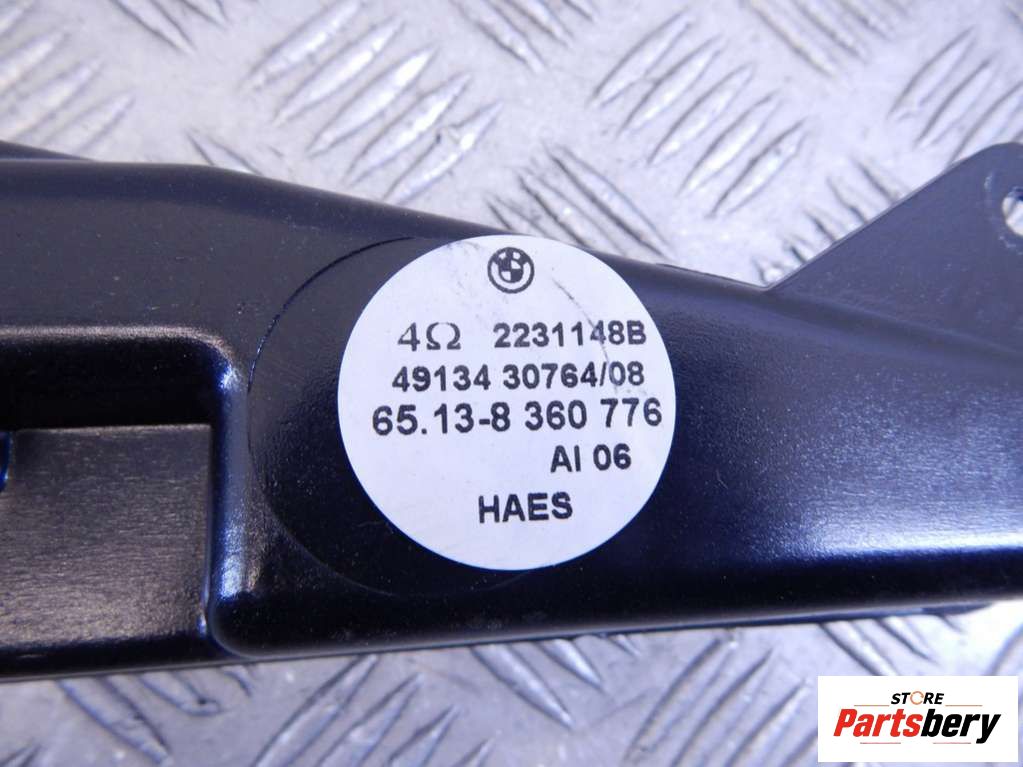 4Ω 2231148B
49134 30764/08
65.13-8 360 776
AI 06
HAES
STORE
Partsbery